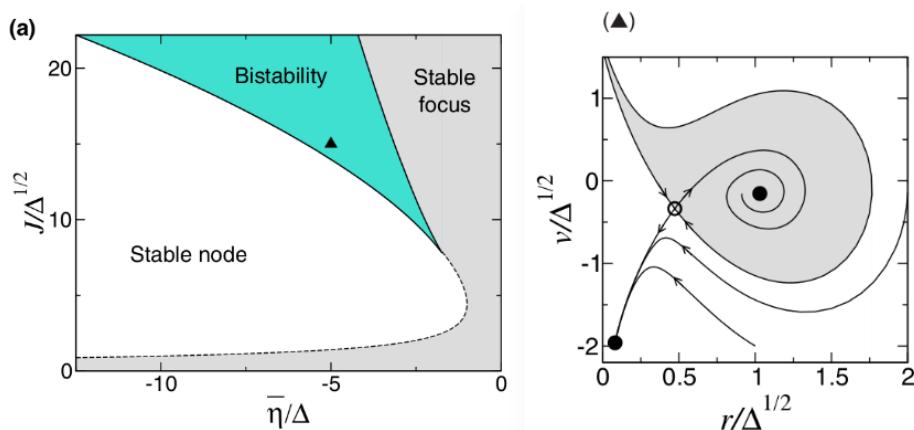 (a)
20
10
0
J/Δ^{1/2}
Bistability
Stable
focus
Stable node
-10
-5
0
η̄/Δ
(▲)
1
0
-1
-2
v/Δ^{1/2}
0
0.5
1
1.5
2
r/Δ^{1/2}